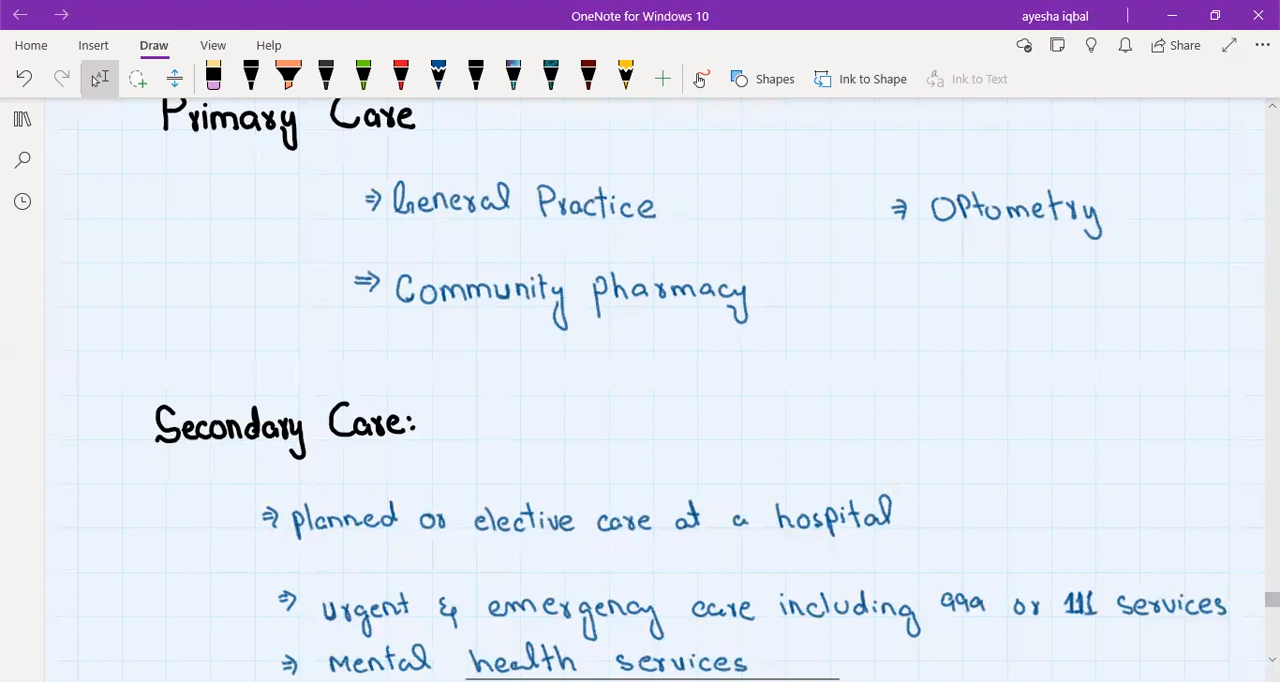 OneNote for Windows 10
ayesha iqbal
Home Insert Draw View Help
Share
Shapes Ink to Shape Ink to Text
Primary Care
⇒ General Practice ⇒ Optometry
⇒ Community pharmacy
Secondary Care:
⇒ planned or elective care at a hospital
⇒ urgent & emergency care including 999 or 111 services
⇒ Mental health services